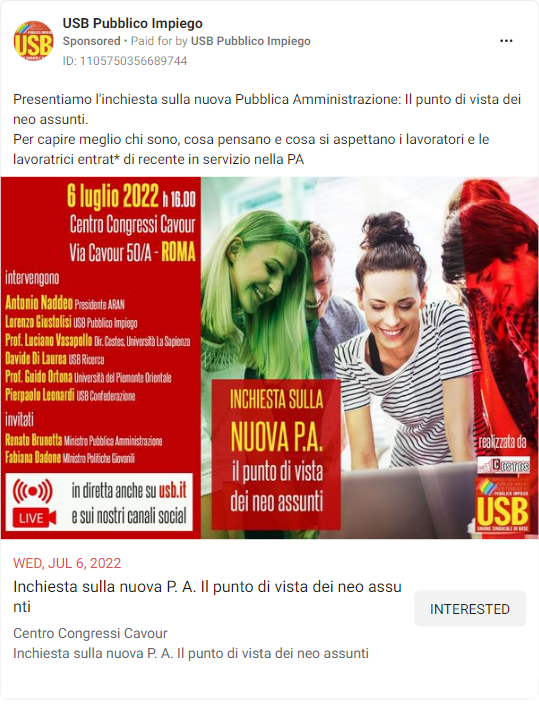 USB Pubblico Impiego
Sponsored • Paid for by USB Pubblico Impiego
ID: 1105750356689744
Presentiamo l'inchiesta sulla nuova Pubblica Amministrazione: Il punto di vista dei
neo assunti.
Per capire meglio chi sono, cosa pensano e cosa si aspettano i lavoratori e le
lavoratrici entrat* di recente in servizio nella PA
6 luglio 2022 h 16.00
Centro Congressi Cavour
Via Cavour 50/A - ROMA
intervengono
Antonio Naddeo Presidente ARAN
Lorenzo Giustolisi USB Pubblico Impiego
Prof. Luciano Vasapollo Dir. Cestes, Università La Sapienza
Davide Di Laurea USB Ricerca
Prof. Guido Ortona Università del Piemonte Orientale
Pierpaolo Leonardi USB Confederazione
invitati
Renato Brunetta Ministro Pubblica Amministrazione
Fabiana Dadone Ministro Politiche Giovanili
LIVE
in diretta anche su usb.it
e sui nostri canali social
INCHIESTA SULLA
NUOVA P.A.
il punto di vista
dei neo assunti
realizzata da
CESTES
PUBBLICO IMPIEGO
USB
UNIONE SINDACALE DI BASE
WED, JUL 6, 2022
Inchiesta sulla nuova P. A. Il punto di vista dei neo assu
nti
INTERESTED
Centro Congressi Cavour
Inchiesta sulla nuova P. A. Il punto di vista dei neo assunti